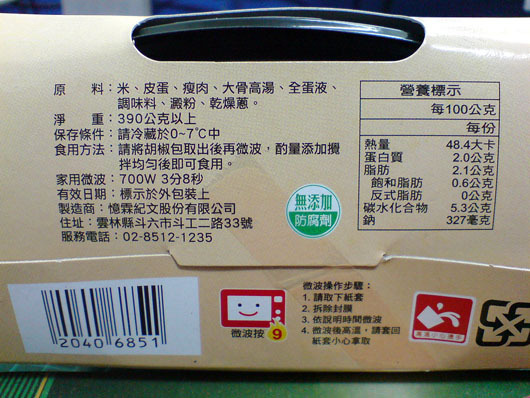 原　　料：米、皮蛋、瘦肉、大骨高湯、全蛋液、
調味料、澱粉、乾燥蔥。
淨　　重：390公克以上
保存條件：請冷藏於0~7℃中
食用方法：請將胡椒包取出後再微波，酌量添加攪
拌均勻後即可食用。
家用微波：700W 3分8秒
有效日期：標示於外包裝上
製造商：憶霖紀文股份有限公司
住址：雲林縣斗六市斗工二路33號
服務電話：02-8512-1235
無添加
防腐劑
營養標示
每100公克
每份
熱量 48.4大卡
蛋白質 2.0公克
脂肪 2.1公克
飽和脂肪 0.6公克
反式脂肪 0公克
碳水化合物 5.3公克
鈉 327毫克
2040 6851
微波按9
微波操作步驟：
1. 請取下紙套
2. 拆除封膜
3. 依說明時間微波
4. 微波後高溫，請套回
紙套小心拿取